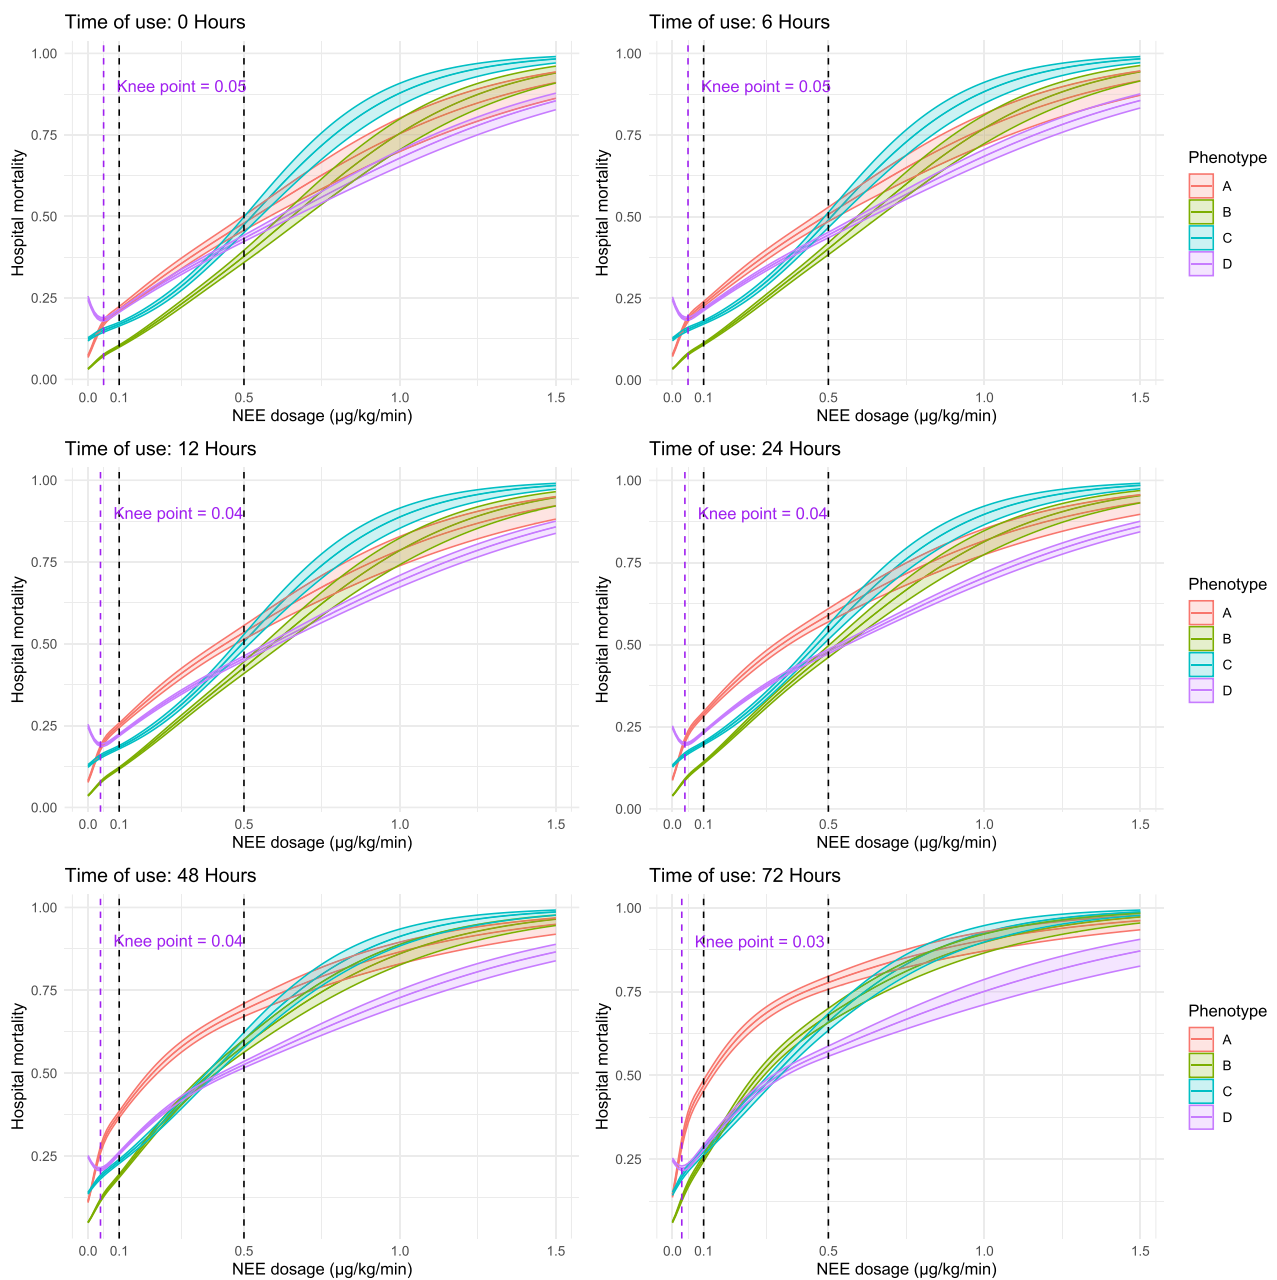 Time of use: 0 Hours
Hospital mortality
1.00
0.75
0.50
0.25
0.00
Knee point = 0.05
0.0 0.1 0.5 1.0 1.5
NEE dosage (µg/kg/min)
Time of use: 6 Hours
Hospital mortality
1.00
0.75
0.50
0.25
0.00
Knee point = 0.05
0.0 0.1 0.5 1.0 1.5
NEE dosage (µg/kg/min)
Phenotype
A
B
C
D
Time of use: 12 Hours
Hospital mortality
1.00
0.75
0.50
0.25
0.00
Knee point = 0.04
0.0 0.1 0.5 1.0 1.5
NEE dosage (µg/kg/min)
Time of use: 24 Hours
Hospital mortality
1.00
0.75
0.50
0.25
0.00
Knee point = 0.04
0.0 0.1 0.5 1.0 1.5
NEE dosage (µg/kg/min)
Phenotype
A
B
C
D
Time of use: 48 Hours
Hospital mortality
1.00
0.75
0.50
0.25
Knee point = 0.04
0.0 0.1 0.5 1.0 1.5
NEE dosage (µg/kg/min)
Time of use: 72 Hours
Hospital mortality
1.00
0.75
0.50
0.25
Knee point = 0.03
0.0 0.1 0.5 1.0 1.5
NEE dosage (µg/kg/min)
Phenotype
A
B
C
D